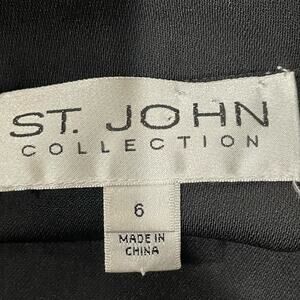 ST. JOHN
COLLECTION
6
MADE IN
CHINA